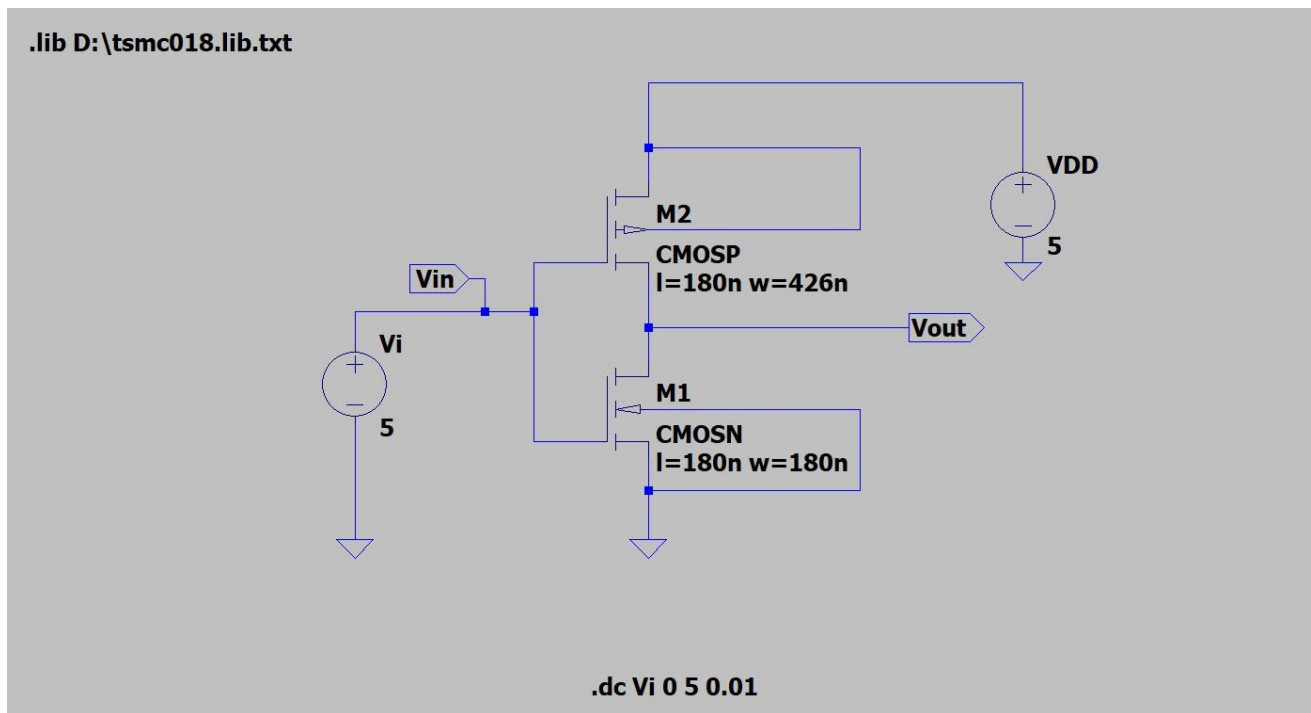 .lib D:\tsmc018.lib.txt
VDD
5
M2
CMOSP
l=180n w=426n
Vin
Vi
5
Vout
M1
CMOSN
l=180n w=180n
.dc Vi 0 5 0.01